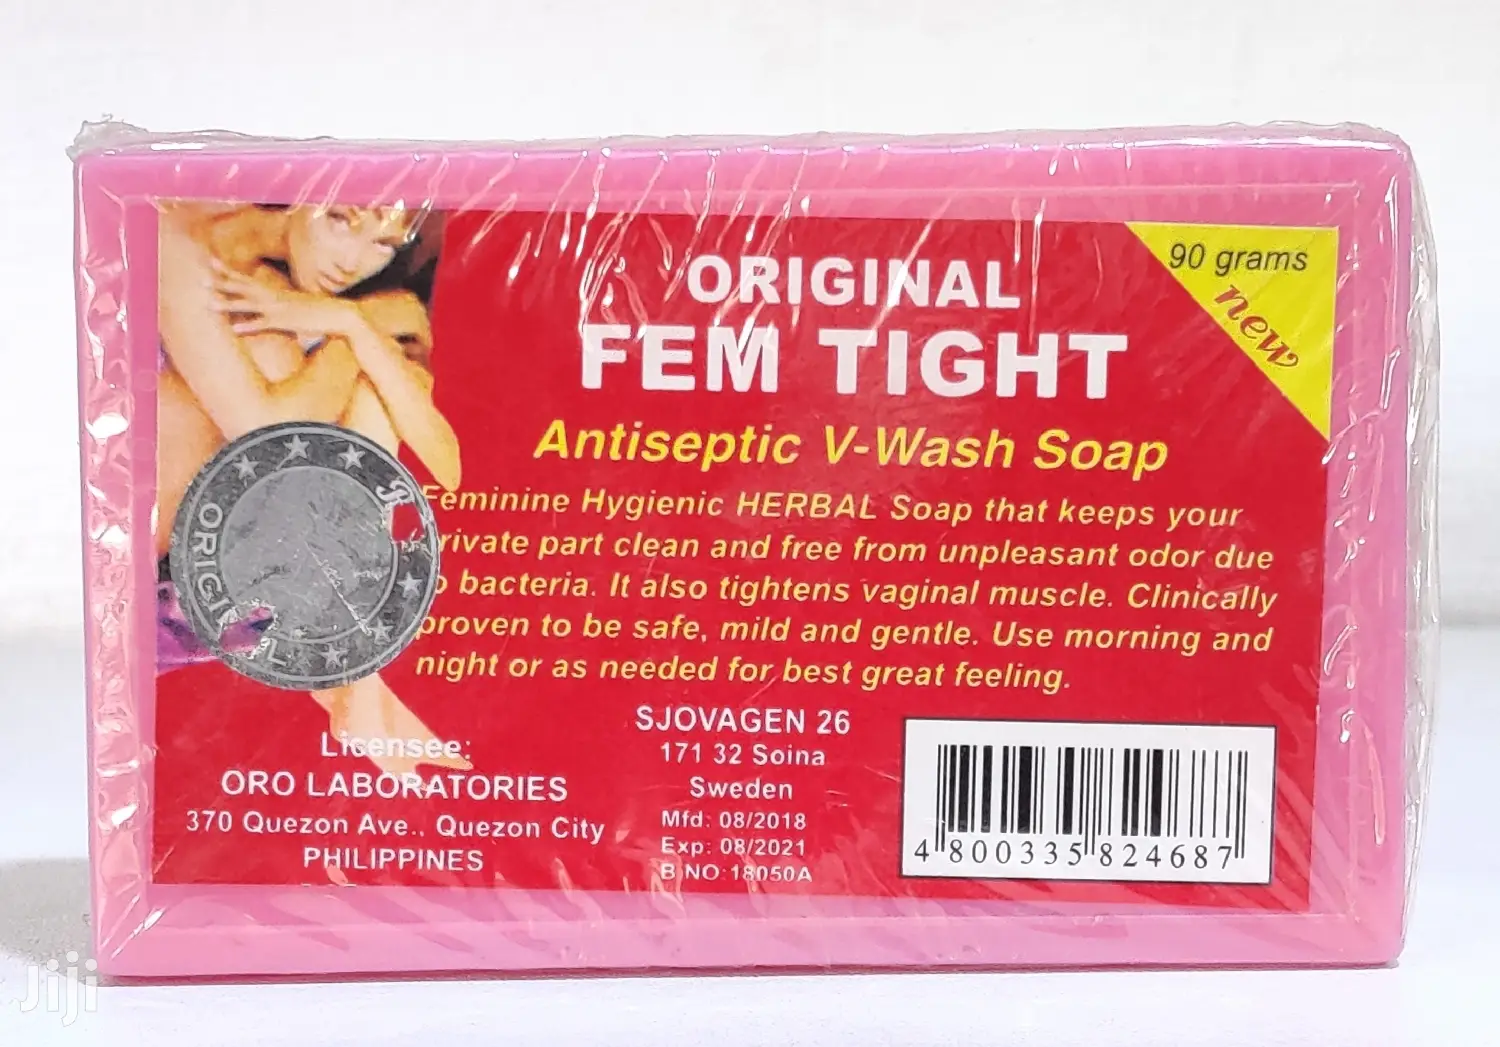 ORIGINAL
FEM TIGHT
90 grams
new
Antiseptic V-Wash Soap
Feminine Hygienic HERBAL Soap that keeps your
private part clean and free from unpleasant odor due
to bacteria. It also tightens vaginal muscle. Clinically
proven to be safe, mild and gentle. Use morning and
night or as needed for best great feeling.
Licensee:
ORO LABORATORIES
370 Quezon Ave., Quezon City
PHILIPPINES
SJOVAGEN 26
171 32 Soina
Sweden
Mfd: 08/2018
Exp: 08/2021
B NO: 18050A
4 800335 824687
Jiji